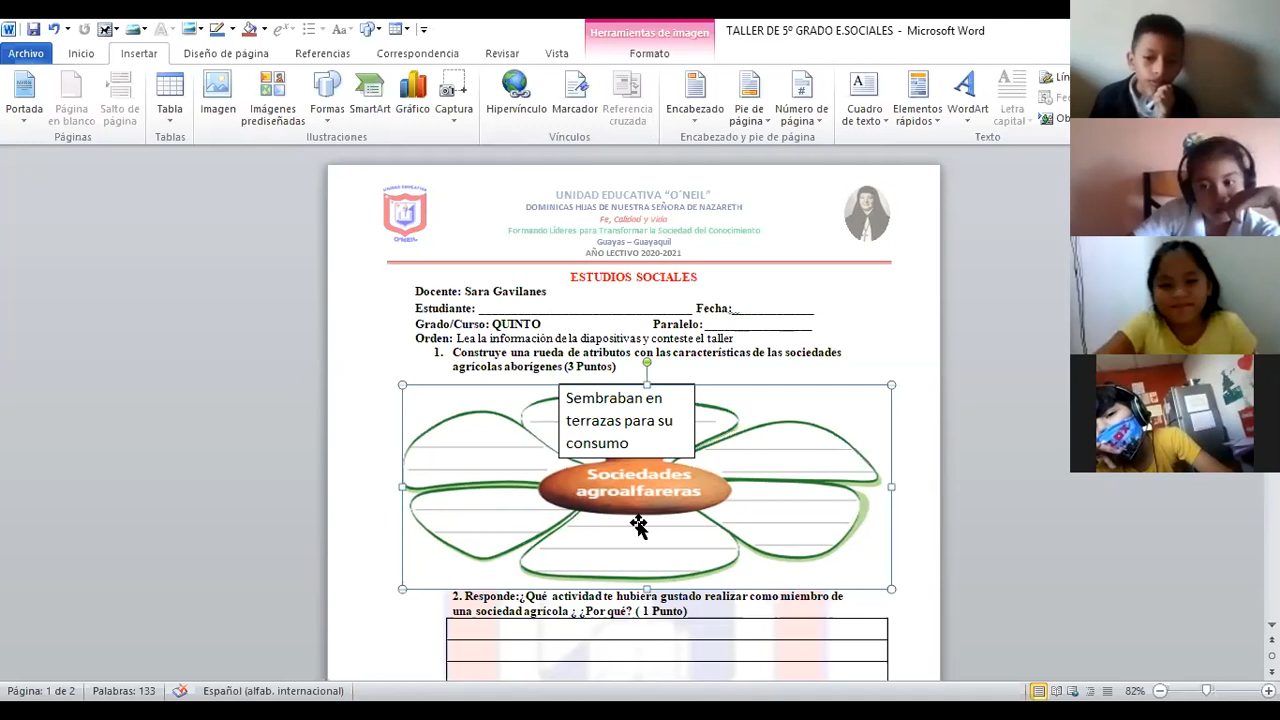 Herramientas de imagen
TALLER DE 5º GRADO E.SOCIALES - Microsoft Word
Archivo Inicio Insertar Diseño de página Referencias Correspondencia Revisar Vista Formato
Portada
Página en blanco
Salto de página
Tabla
Imagen
Imágenes prediseñadas
Formas
SmartArt
Gráfico
Captura
Hipervínculo
Marcador
Referencia cruzada
Encabezado
Pie de página
Número de página
Cuadro de texto
Elementos rápidos
WordArt
Letra capital
Páginas Tablas Ilustraciones Vínculos Encabezado y pie de página Texto
UNIDAD EDUCATIVA
O´NEIL
UNIDAD EDUCATIVA “O´NEIL”
DOMINICAS HIJAS DE NUESTRA SEÑORA DE NAZARETH
Fe, Calidad y Vida
Formando Líderes para Transformar la Sociedad del Conocimiento
Guayas – Guayaquil
AÑO LECTIVO 2020-2021
ESTUDIOS SOCIALES
Docente: Sara Gavilanes
Estudiante: Fecha:
Grado/Curso: QUINTO Paralelo:
Orden: Lea la información de la diapositivas y conteste el taller
1. Construye una rueda de atributos con las características de las sociedades
agrícolas aborígenes (3 Puntos)
Sembraban en
terrazas para su
consumo
Sociedades
agroalfareras
2. Responde:¿Qué actividad te hubiera gustado realizar como miembro de
una sociedad agrícola ¿ ¿Por qué? ( 1 Punto)
Página: 1 de 2 Palabras: 133 Español (alfab. internacional) 82%